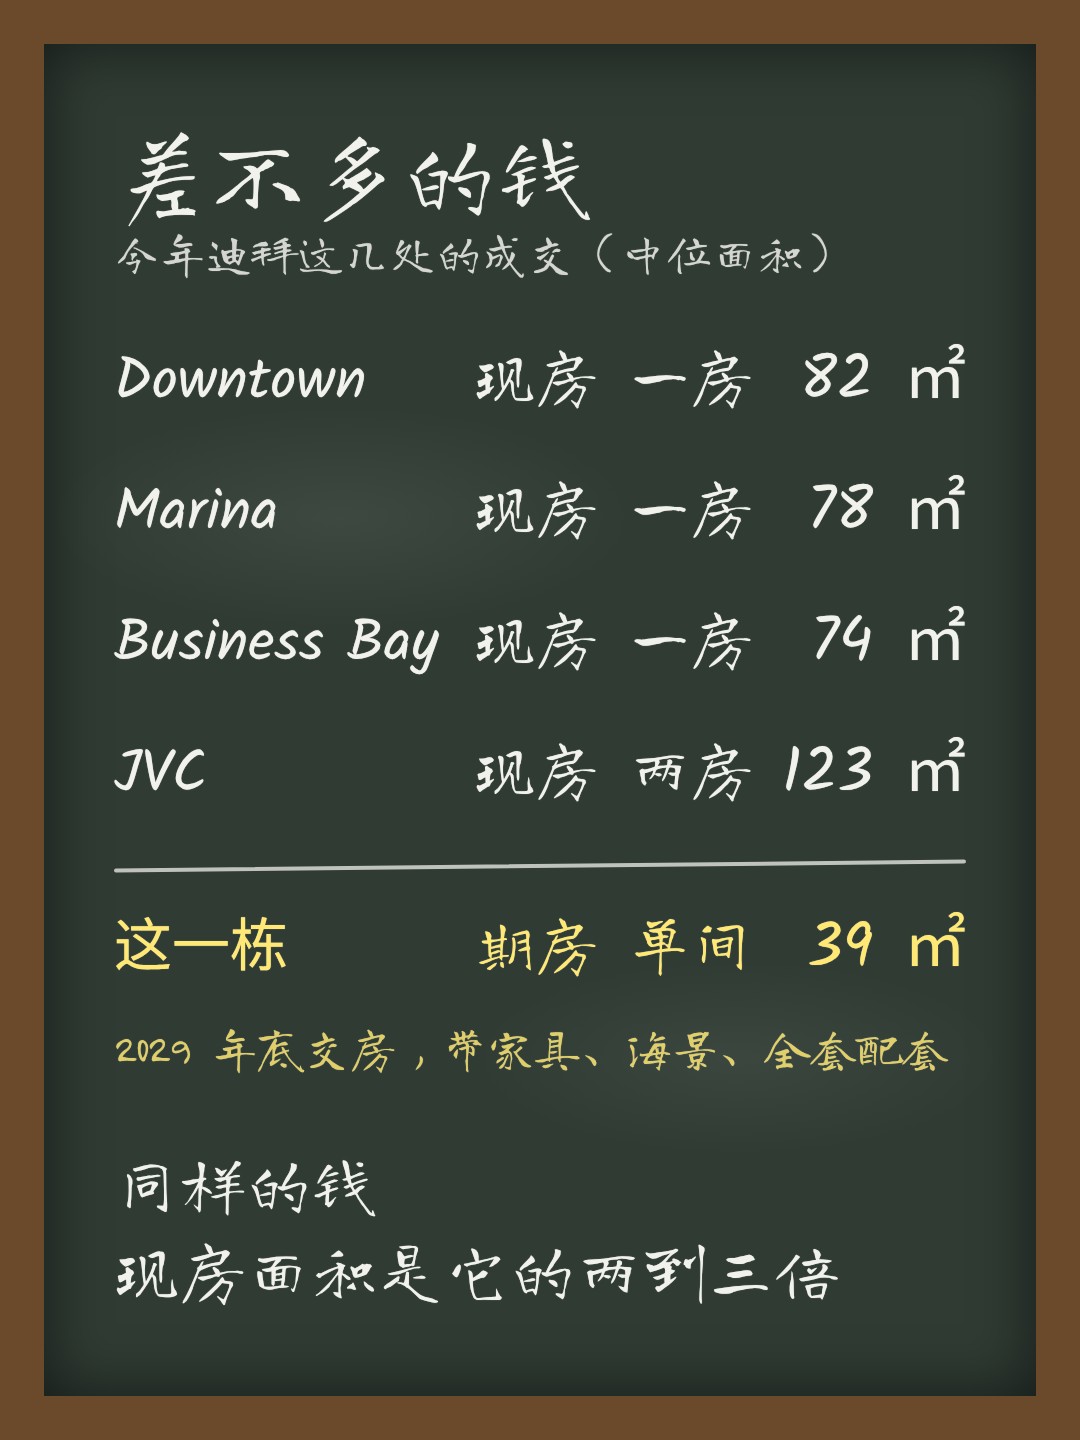 差不多的钱
今年迪拜这几处的成交（中位面积）
Downtown 现房 一房 82 ㎡
Marina 现房 一房 78 ㎡
Business Bay 现房 一房 74 ㎡
JVC 现房 两房 123 ㎡
这一栋 期房 单间 39 ㎡
2029 年底交房，带家具、海景、全套配套
同样的钱
现房面积是它的两到三倍